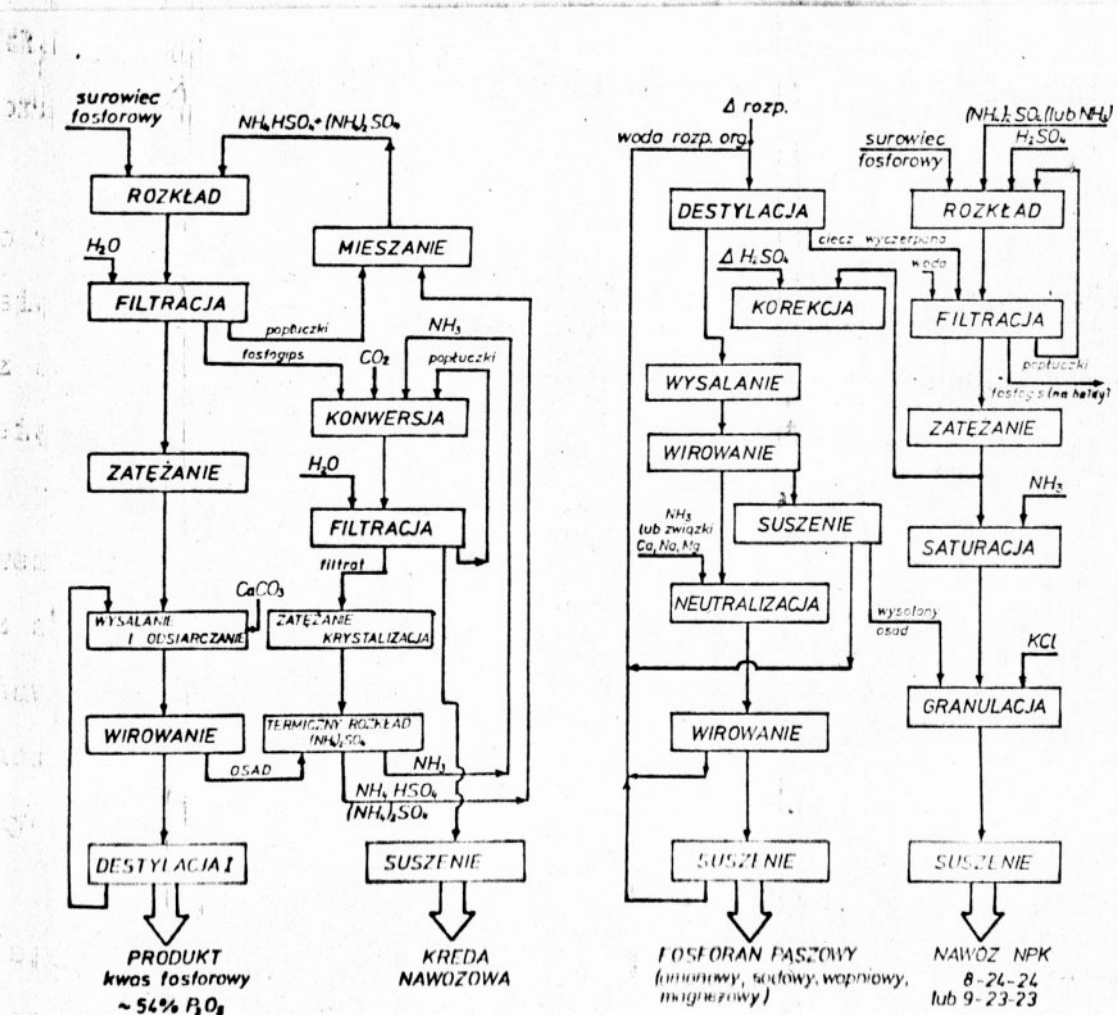 surowiec
fosforowy
NH₄HSO₄+(NH₄)₂SO₄
ROZKŁAD
MIESZANIE
H₂O
FILTRACJA
popłuczki
fosfogips
CO₂
NH₃
popłuczki
KONWERSJA
ZATĘŻANIE
H₂O
FILTRACJA
filtrat
CaCO₃
WYSALANIE
I ODSIARCZANIE
ZATĘŻANIE
KRYSTALIZACJA
WIROWANIE
TERMICZNY ROZKŁAD
(NH₄)₂SO₄
OSAD
NH₃
NH₄HSO₄
(NH₄)₂SO₄
DESTYLACJA I
SUSZENIE
PRODUKT
kwas fosforowy
~ 54% P₂O₅
KREDA
NAWOZOWA
Δ rozp.
woda rozp. org.
DESTYLACJA
ciecz wyczerpana
Δ H₂SO₄
KOREKCJA
WYSALANIE
WIROWANIE
SUSZENIE
NH₃
lub związki
Ca, Na, Mg
NEUTRALIZACJA
wysolony
osad
WIROWANIE
SUSZENIE
FOSFORAN PASZOWY
(amonowy, sodowy, wapniowy,
magnezowy)
(NH₄)₂SO₄ (lub NH₃)
surowiec
fosforowy
H₂SO₄
ROZKŁAD
woda
FILTRACJA
popłuczki
fosfogis (na hałdy)
ZATĘŻANIE
NH₃
SATURACJA
KCl
GRANULACJA
SUSZENIE
NAWÓZ NPK
8-24-24
lub 9-23-23